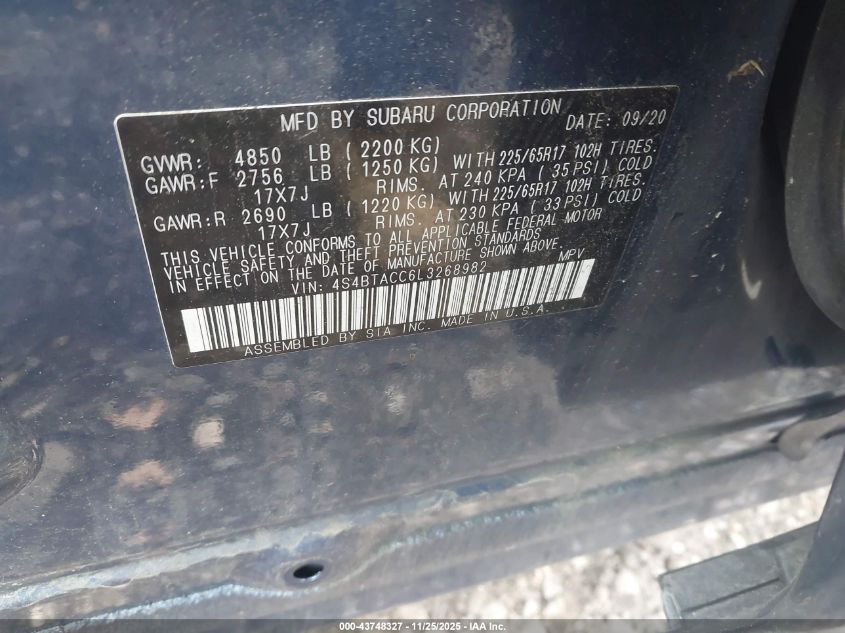 MFD BY SUBARU CORPORATION DATE: 09/20
GVWR: 4850 LB (2200 KG)
GAWR:F 2756 LB (1250 KG) WITH 225/65R17 102H TIRES.
17X7J RIMS. AT 240 KPA (35 PSI) COLD
GAWR:R 2690 LB (1220 KG) WITH 225/65R17 102H TIRES.
17X7J RIMS. AT 230 KPA (33 PSI) COLD
THIS VEHICLE CONFORMS TO ALL APPLICABLE FEDERAL MOTOR
VEHICLE SAFETY AND THEFT PREVENTION STANDARDS
IN EFFECT ON THE DATE OF MANUFACTURE SHOWN ABOVE.
VIN: 4S4BTACC6L3268982 MPV
ASSEMBLED BY SIA INC. MADE IN U.S.A.
000-43748327 - 11/25/2025 - IAA Inc.